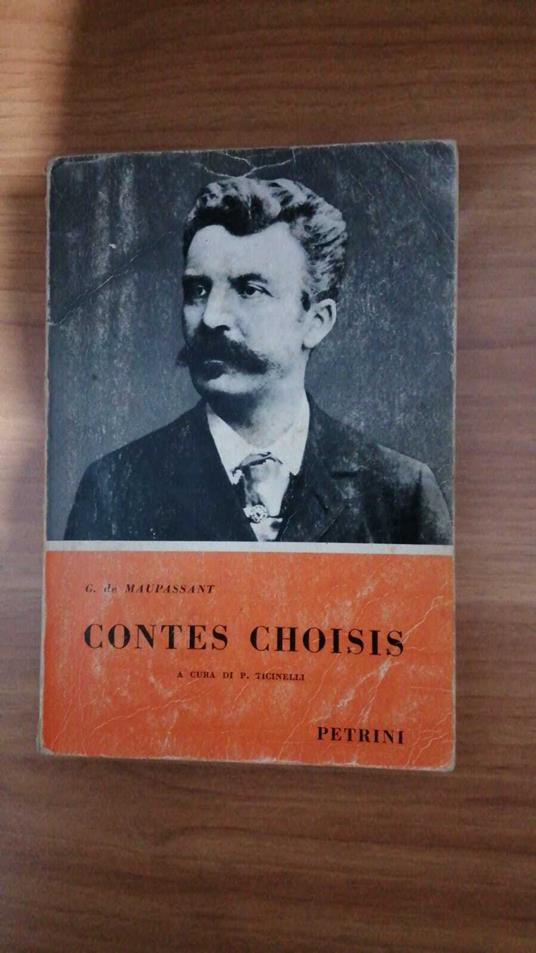 G. de MAUPASSANT
CONTES CHOISIS
A CURA DI P. TICINELLI
PETRINI